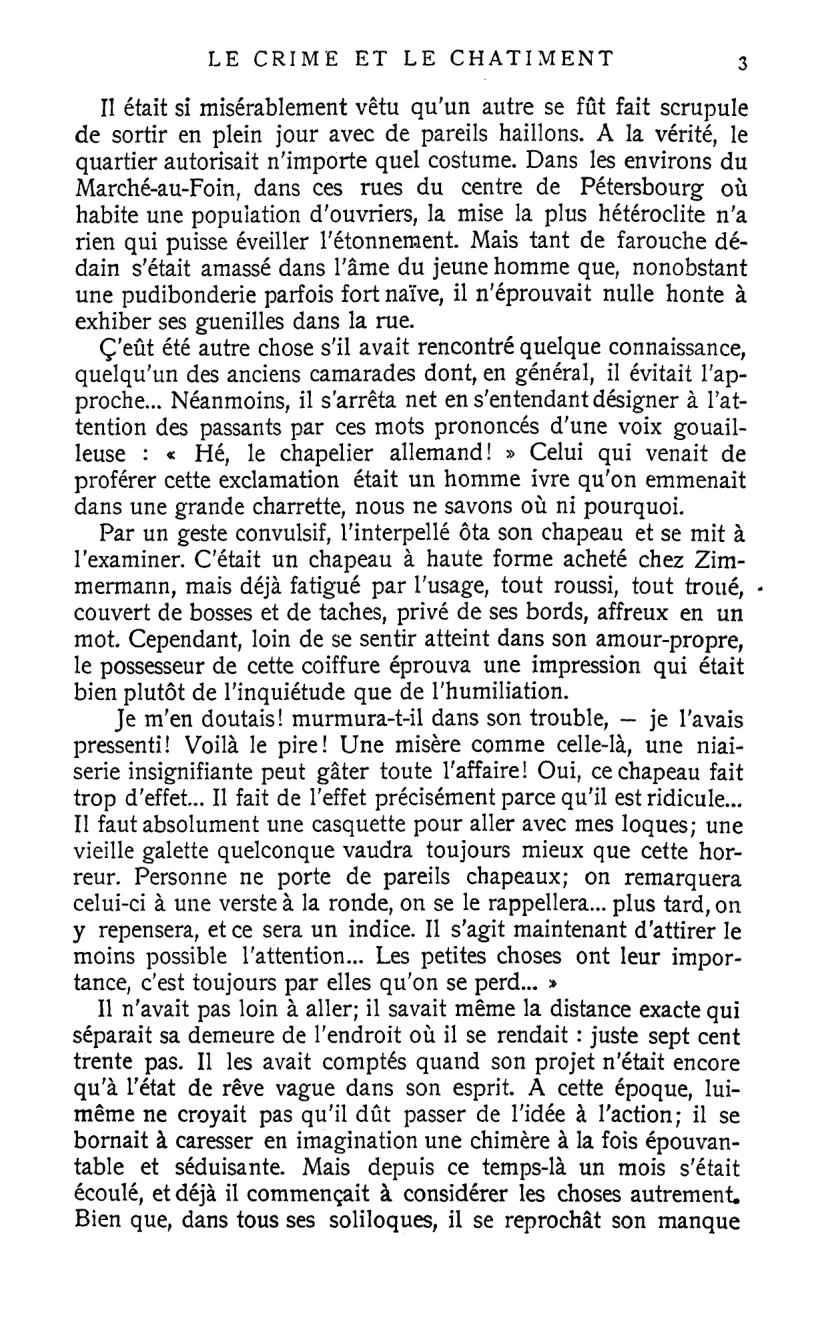 LE CRIME ET LE CHATIMENT 3
Il était si misérablement vêtu qu'un autre se fût fait scrupule
de sortir en plein jour avec de pareils haillons. A la vérité, le
quartier autorisait n'importe quel costume. Dans les environs du
Marché-au-Foin, dans ces rues du centre de Pétersbourg où
habite une population d'ouvriers, la mise la plus hétéroclite n'a
rien qui puisse éveiller l'étonnement. Mais tant de farouche dé-
dain s'était amassé dans l'âme du jeune homme que, nonobstant
une pudibonderie parfois fort naïve, il n'éprouvait nulle honte à
exhiber ses guenilles dans la rue.
Ç'eût été autre chose s'il avait rencontré quelque connaissance,
quelqu'un des anciens camarades dont, en général, il évitait l'ap-
proche... Néanmoins, il s'arrêta net en s'entendant désigner à l'at-
tention des passants par ces mots prononcés d'une voix gouail-
leuse : « Hé, le chapelier allemand! » Celui qui venait de
proférer cette exclamation était un homme ivre qu'on emmenait
dans une grande charrette, nous ne savons où ni pourquoi.
Par un geste convulsif, l'interpellé ôta son chapeau et se mit à
l'examiner. C'était un chapeau à haute forme acheté chez Zim-
mermann, mais déjà fatigué par l'usage, tout roussi, tout troué,
couvert de bosses et de taches, privé de ses bords, affreux en un
mot. Cependant, loin de se sentir atteint dans son amour-propre,
le possesseur de cette coiffure éprouva une impression qui était
bien plutôt de l'inquiétude que de l'humiliation.
Je m'en doutais! murmura-t-il dans son trouble, — je l'avais
pressenti! Voilà le pire! Une misère comme celle-là, une niai-
serie insignifiante peut gâter toute l'affaire! Oui, ce chapeau fait
trop d'effet... Il fait de l'effet précisément parce qu'il est ridicule...
Il faut absolument une casquette pour aller avec mes loques; une
vieille galette quelconque vaudra toujours mieux que cette hor-
reur. Personne ne porte de pareils chapeaux; on remarquera
celui-ci à une verste à la ronde, on se le rappellera... plus tard, on
y repensera, et ce sera un indice. Il s'agit maintenant d'attirer le
moins possible l'attention... Les petites choses ont leur impor-
tance, c'est toujours par elles qu'on se perd... »
Il n'avait pas loin à aller; il savait même la distance exacte qui
séparait sa demeure de l'endroit où il se rendait : juste sept cent
trente pas. Il les avait comptés quand son projet n'était encore
qu'à l'état de rêve vague dans son esprit. A cette époque, lui-
même ne croyait pas qu'il dût passer de l'idée à l'action; il se
bornait à caresser en imagination une chimère à la fois épouvan-
table et séduisante. Mais depuis ce temps-là un mois s'était
écoulé, et déjà il commençait à considérer les choses autrement.
Bien que, dans tous ses soliloques, il se reprochât son manque